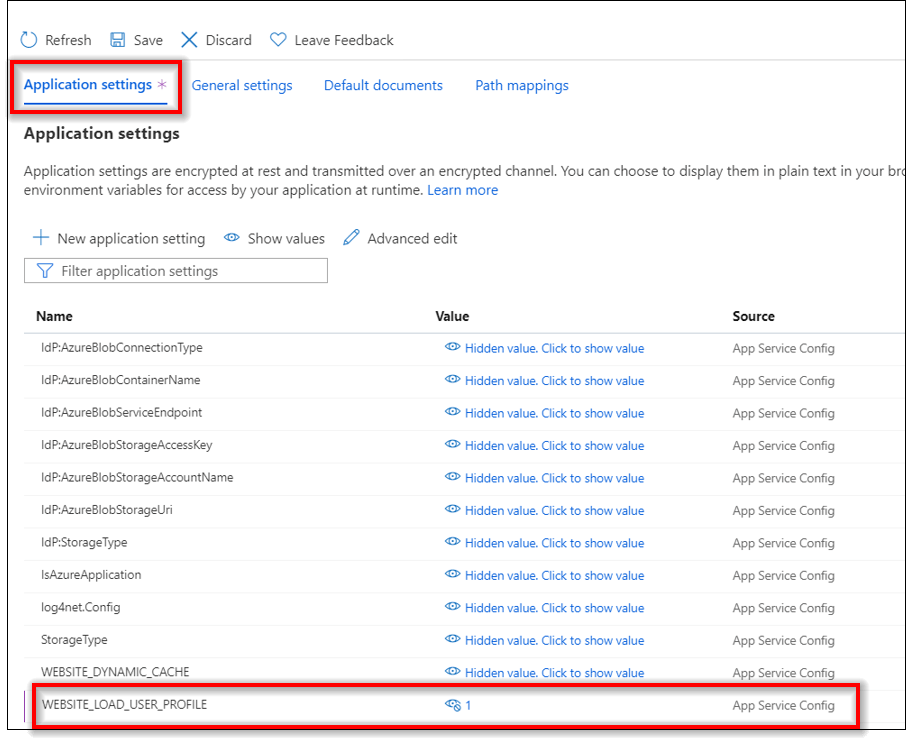 Refresh Save Discard Leave Feedback
Application settings * General settings Default documents Path mappings
Application settings
Application settings are encrypted at rest and transmitted over an encrypted channel. You can choose to display them in plain text in your
environment variables for access by your application at runtime. Learn more
New application setting Show values Advanced edit
Filter application settings
Name Value Source
IdP:AzureBlobConnectionType Hidden value. Click to show value App Service Config
IdP:AzureBlobContainerName Hidden value. Click to show value App Service Config
IdP:AzureBlobServiceEndpoint Hidden value. Click to show value App Service Config
IdP:AzureBlobStorageAccessKey Hidden value. Click to show value App Service Config
IdP:AzureBlobStorageAccountName Hidden value. Click to show value App Service Config
IdP:AzureBlobStorageUri Hidden value. Click to show value App Service Config
IdP:StorageType Hidden value. Click to show value App Service Config
IsAzureApplication Hidden value. Click to show value App Service Config
log4net.Config Hidden value. Click to show value App Service Config
StorageType Hidden value. Click to show value App Service Config
WEBSITE_DYNAMIC_CACHE Hidden value. Click to show value App Service Config
WEBSITE_LOAD_USER_PROFILE 1 App Service Config